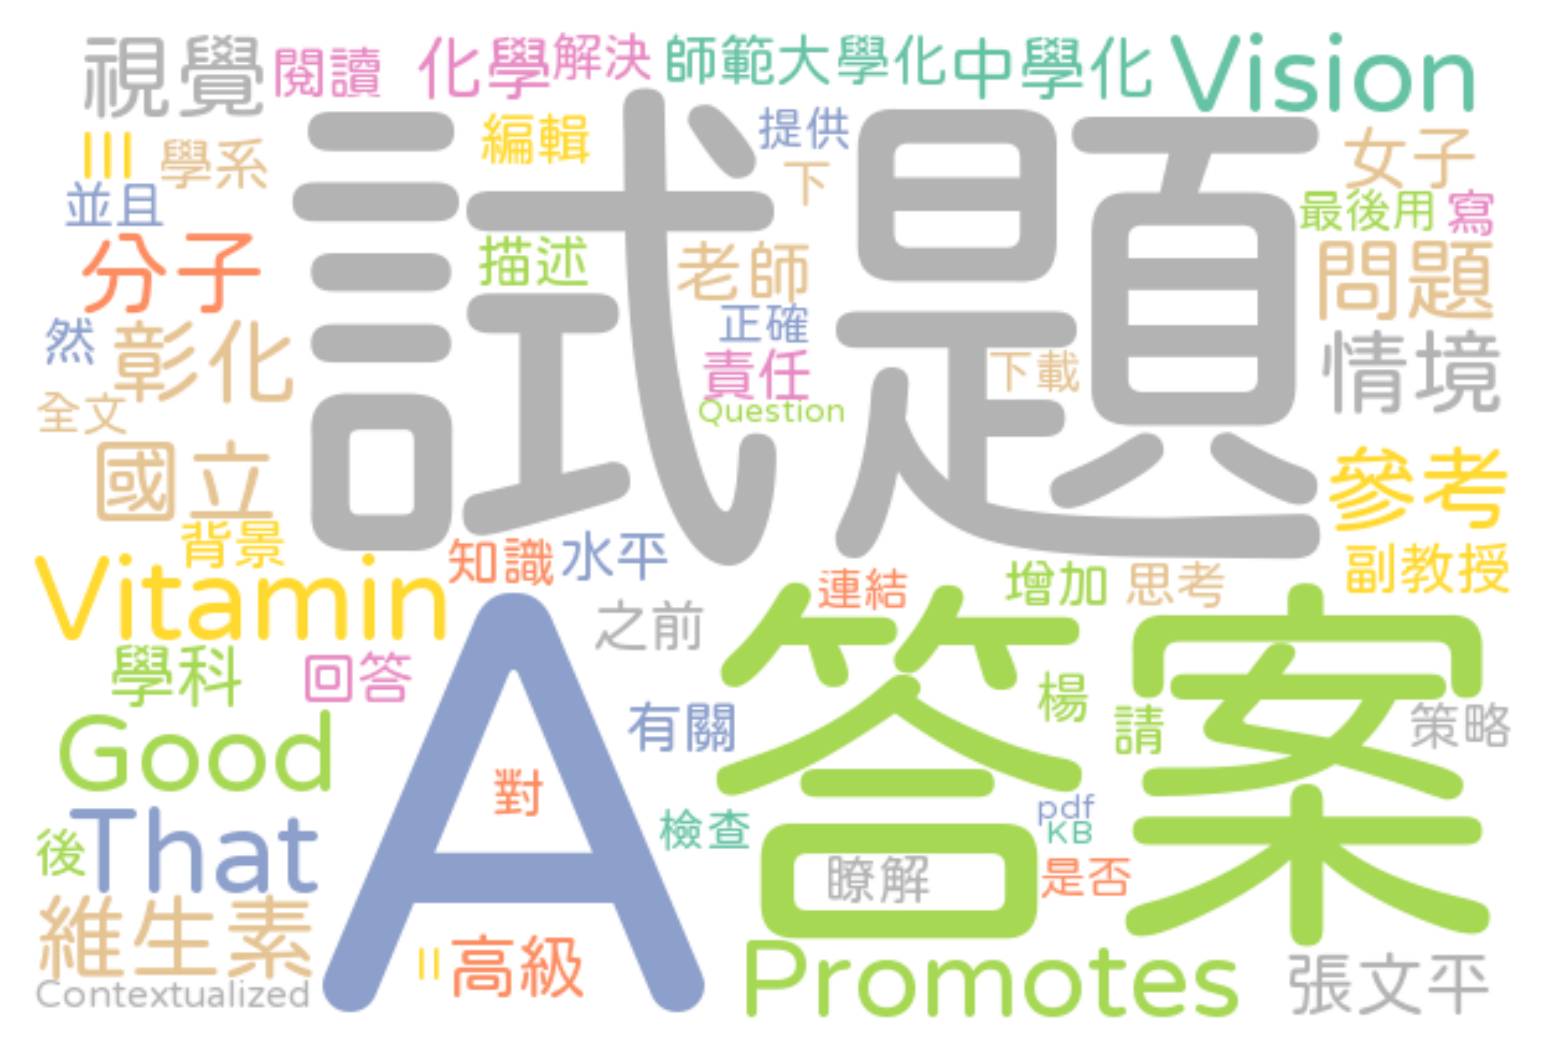 視覺 閱讀 化學 解決 師範大學化 中學化 Vision
III 學系 編輯 提供 下 女子
並且 最後用 寫
試題
分子 描述 老師 問題
然 彰化 正確 情境
全文 責任 下載
Question
國立 參考
背景 知識 水平 連結 增加 思考 副教授
Vitamin 之前
A 答案
學科 回答
Good 有關 楊 請 策略
對
That pdf
後 檢查 KB
瞭解 是否
維生素 II 高級
Contextualized Promotes 張文平